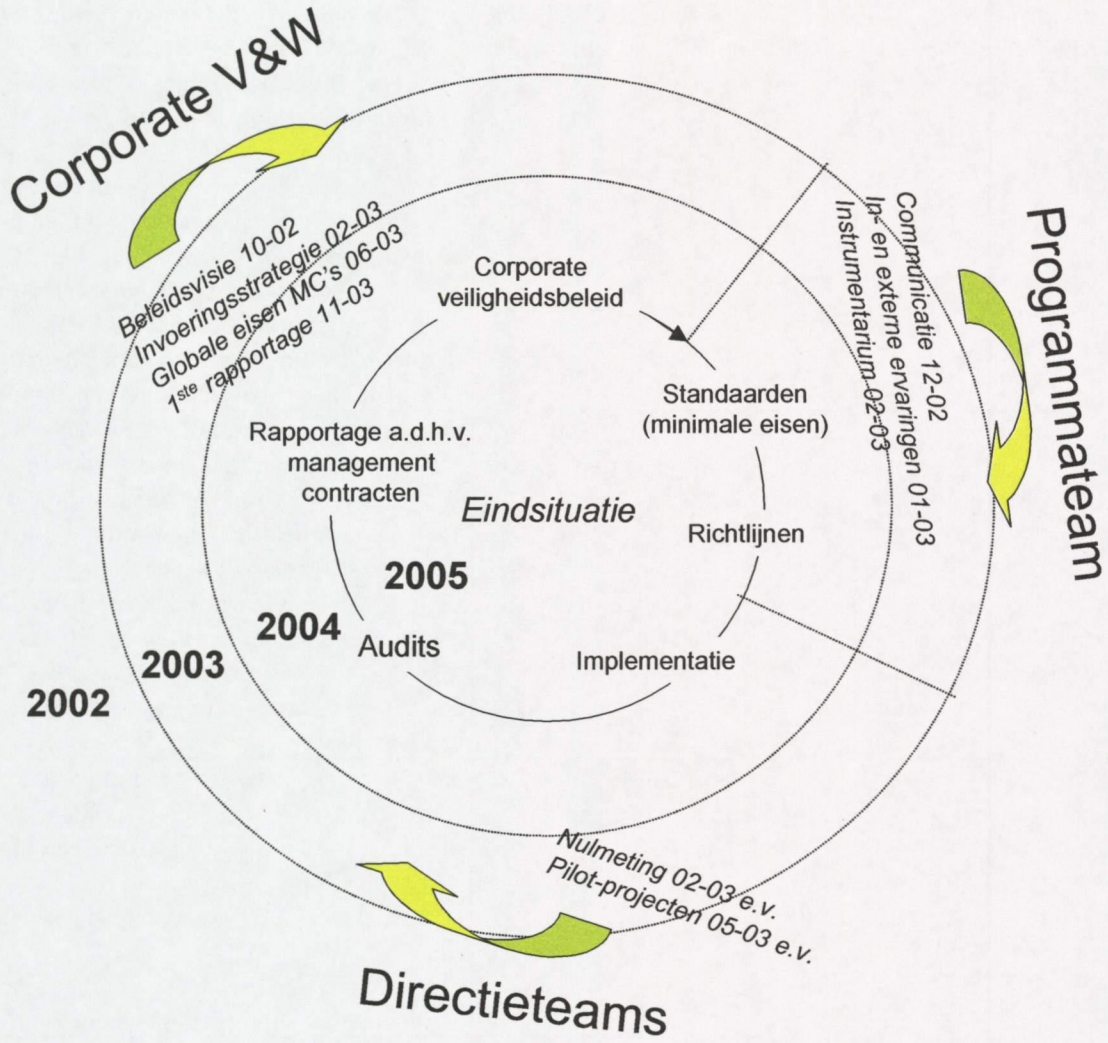 Corporate V&W
Beleidsvisie 10-02
Invoeringsstrategie 02-03
Globale eisen MC's 06-03
1ste rapportage 11-03
Programmateam
Communicatie 12-02
In- en externe ervaringen 01-03
Instrumentarium 02-03
Corporate
veiligheidsbeleid
Standaarden
(minimale eisen)
Richtlijnen
Implementatie
Audits
Rapportage a.d.h.v.
management
contracten
Eindsituatie
2005
2004
2003
2002
Nulmeting 02-03 e.v.
Pilot-projecten 05-03 e.v.
Directieteams